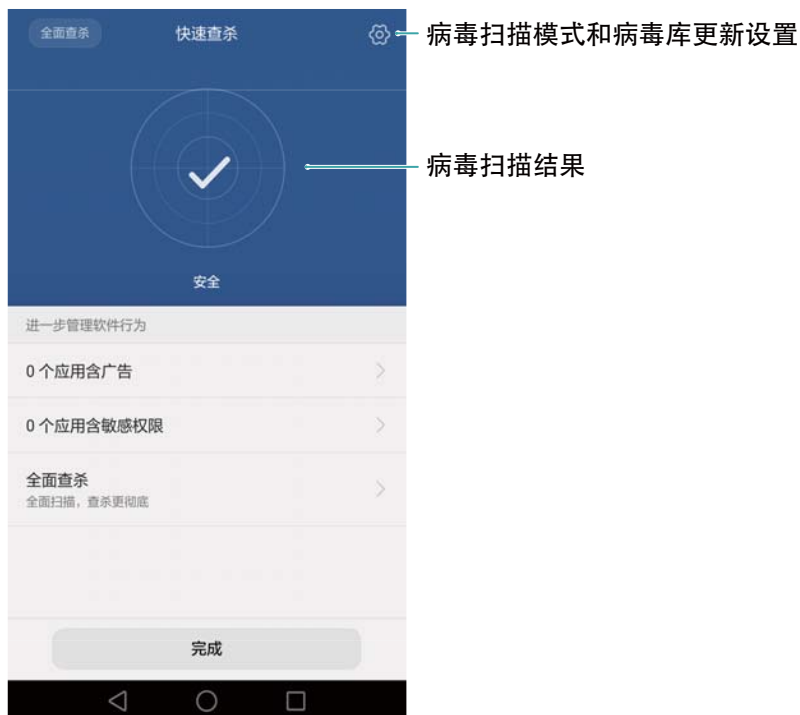 全面查杀
快速查杀
病毒扫描模式和病毒库更新设置
病毒扫描结果
安全
进一步管理软件行为
0 个应用含广告
0 个应用含敏感权限
全面查杀
全面扫描，查杀更彻底
完成